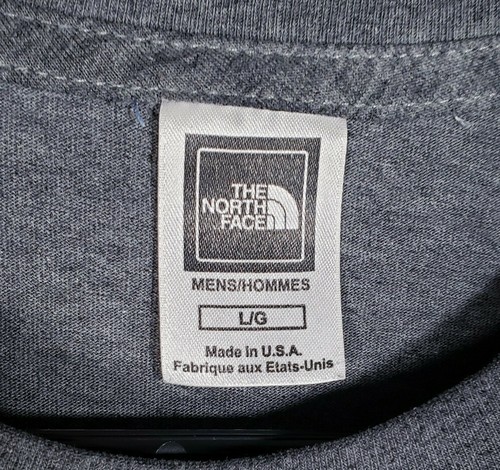 THE
NORTH
FACE
MENS/HOMMES
L/G
Made in U.S.A.
Fabrique aux Etats-Unis